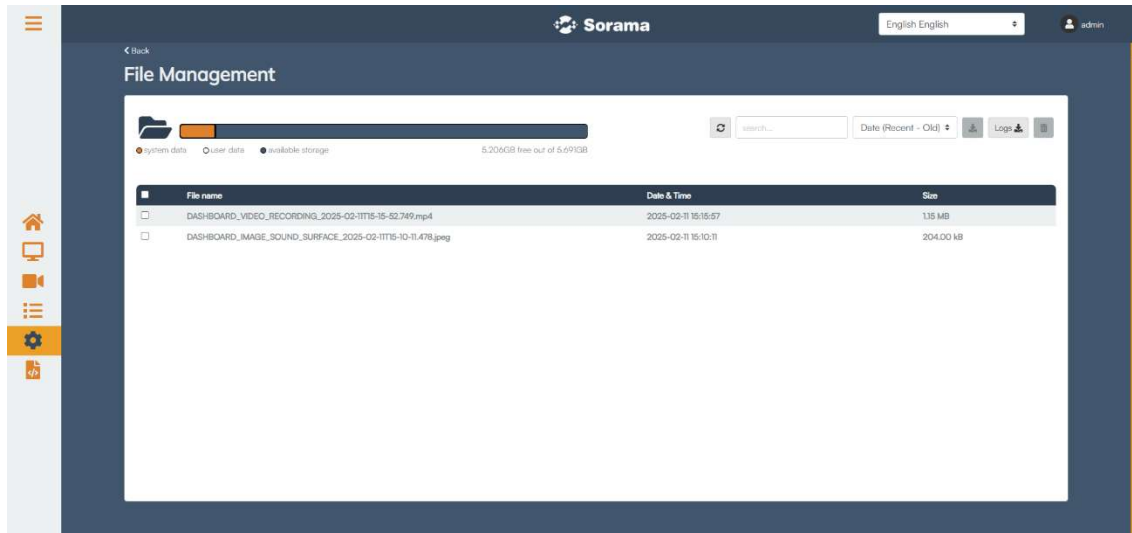 Sorama
English English
admin
Back
File Management
search...
Date (Recent - Old)
Logs
system data user data available storage 5.206GB free out of 5.691GB
File name Date & Time Size
DASHBOARD_VIDEO_RECORDING_2025-02-11T15-15-52.749.mp4 2025-02-11 15:15:57 1.15 MB
DASHBOARD_IMAGE_SOUND_SURFACE_2025-02-11T15-10-11.478.jpeg 2025-02-11 15:10:11 204.00 kB